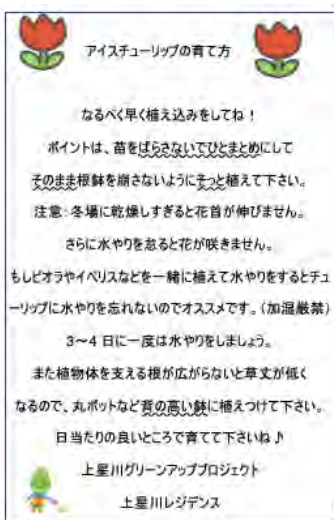 アイスチューリップの育て方
なるべく早く植え込みをしてね！
ポイントは、苗をばらさないでひとまとめにして
そのまま根鉢を崩さないようにそっと植えて下さい。
注意：冬場に乾燥しすぎると花首が伸びません。
さらに水やりを怠ると花が咲きません。
もしビオラやイベリスなどを一緒に植えて水やりをするとチュ
ーリップに水やりを忘れないのでオススメです。（加湿厳禁）
3～4 日に一度は水やりをしましょう。
また植物体を支える根が広がらないと草丈が低く
なるので、丸ポットなど背の高い鉢に植えつけて下さい。
日当たりの良いところで育てて下さいね♪
上星川グリーンアッププロジェクト
上星川レジデンス